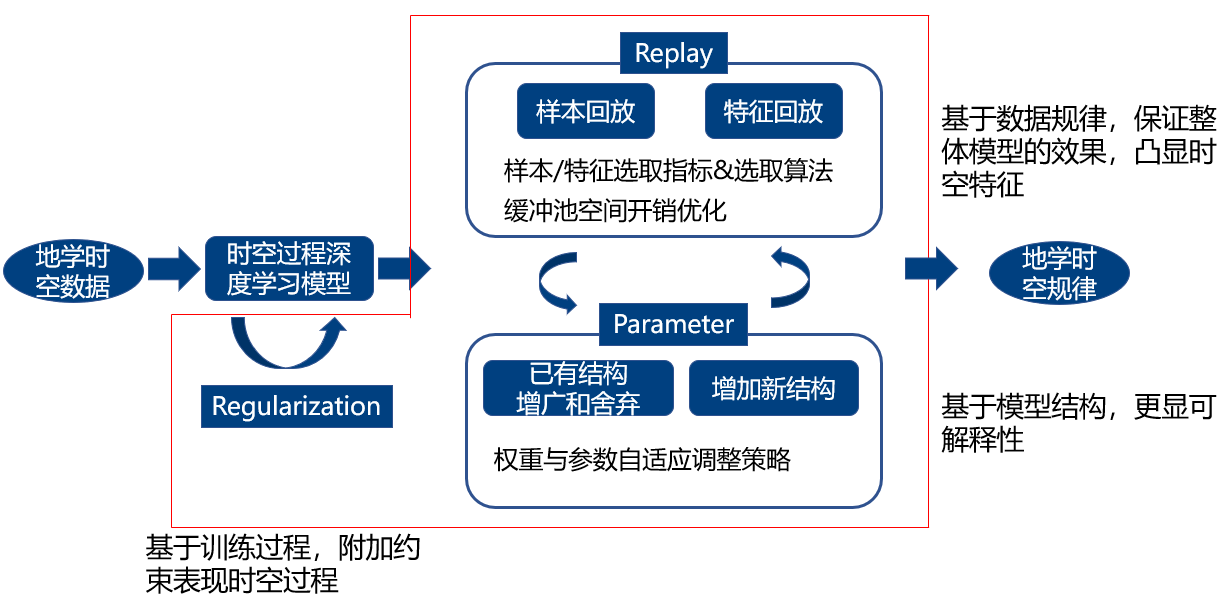 Replay
样本回放
特征回放
样本/特征选取指标&选取算法
缓冲池空间开销优化
基于数据规律，保证整
体模型的效果，凸显时
空特征
地学时
空数据
时空过程深
度学习模型
地学时
空规律
Parameter
已有结构
增广和舍弃
增加新结构
权重与参数自适应调整策略
Regularization
基于模型结构，更显可
解释性
基于训练过程，附加约
束表现时空过程